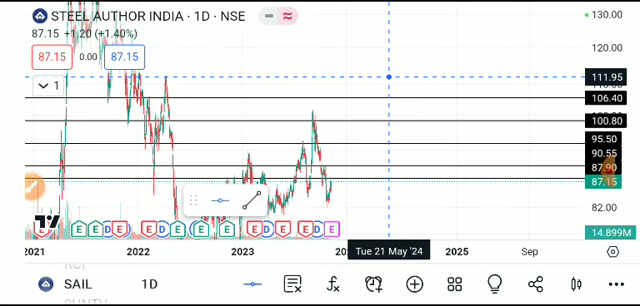 STEEL AUTHOR INDIA · 1D · NSE
87.15 +1.20 (+1.40%)
87.15 0.00 87.15
1
130.00
120.00
111.95
106.40
100.80
95.50
90.55
87.90
87.15
82.00
14.899M
E E D E E D E E D E E D E E D E
2021 2022 2023 Tue 21 May '24 2025 Sep
SAIL 1D